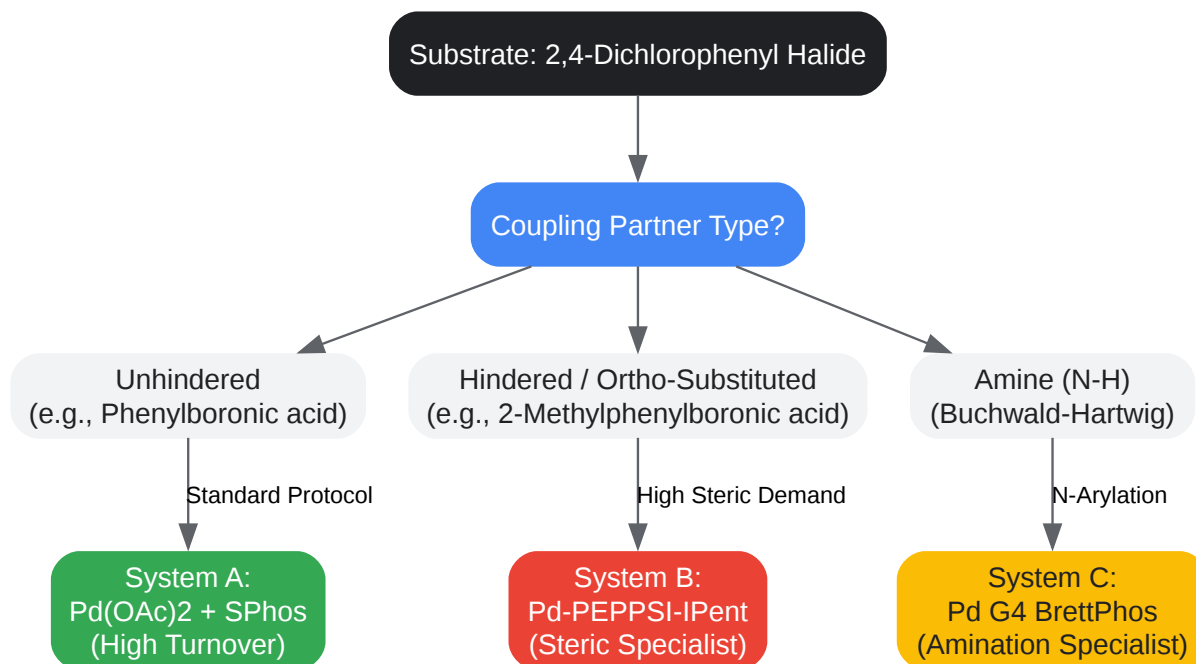 Substrate: 2,4-Dichlorophenyl Halide
Coupling Partner Type?
Unhindered
(e.g., Phenylboronic acid)
Hindered / Ortho-Substituted
(e.g., 2-Methylphenylboronic acid)
Amine (N-H)
(Buchwald-Hartwig)
Standard Protocol
High Steric Demand
N-Arylation
System A:
Pd(OAc)2 + SPhos
(High Turnover)
System B:
Pd-PEPPSI-IPent
(Steric Specialist)
System C:
Pd G4 BrettPhos
(Amination Specialist)